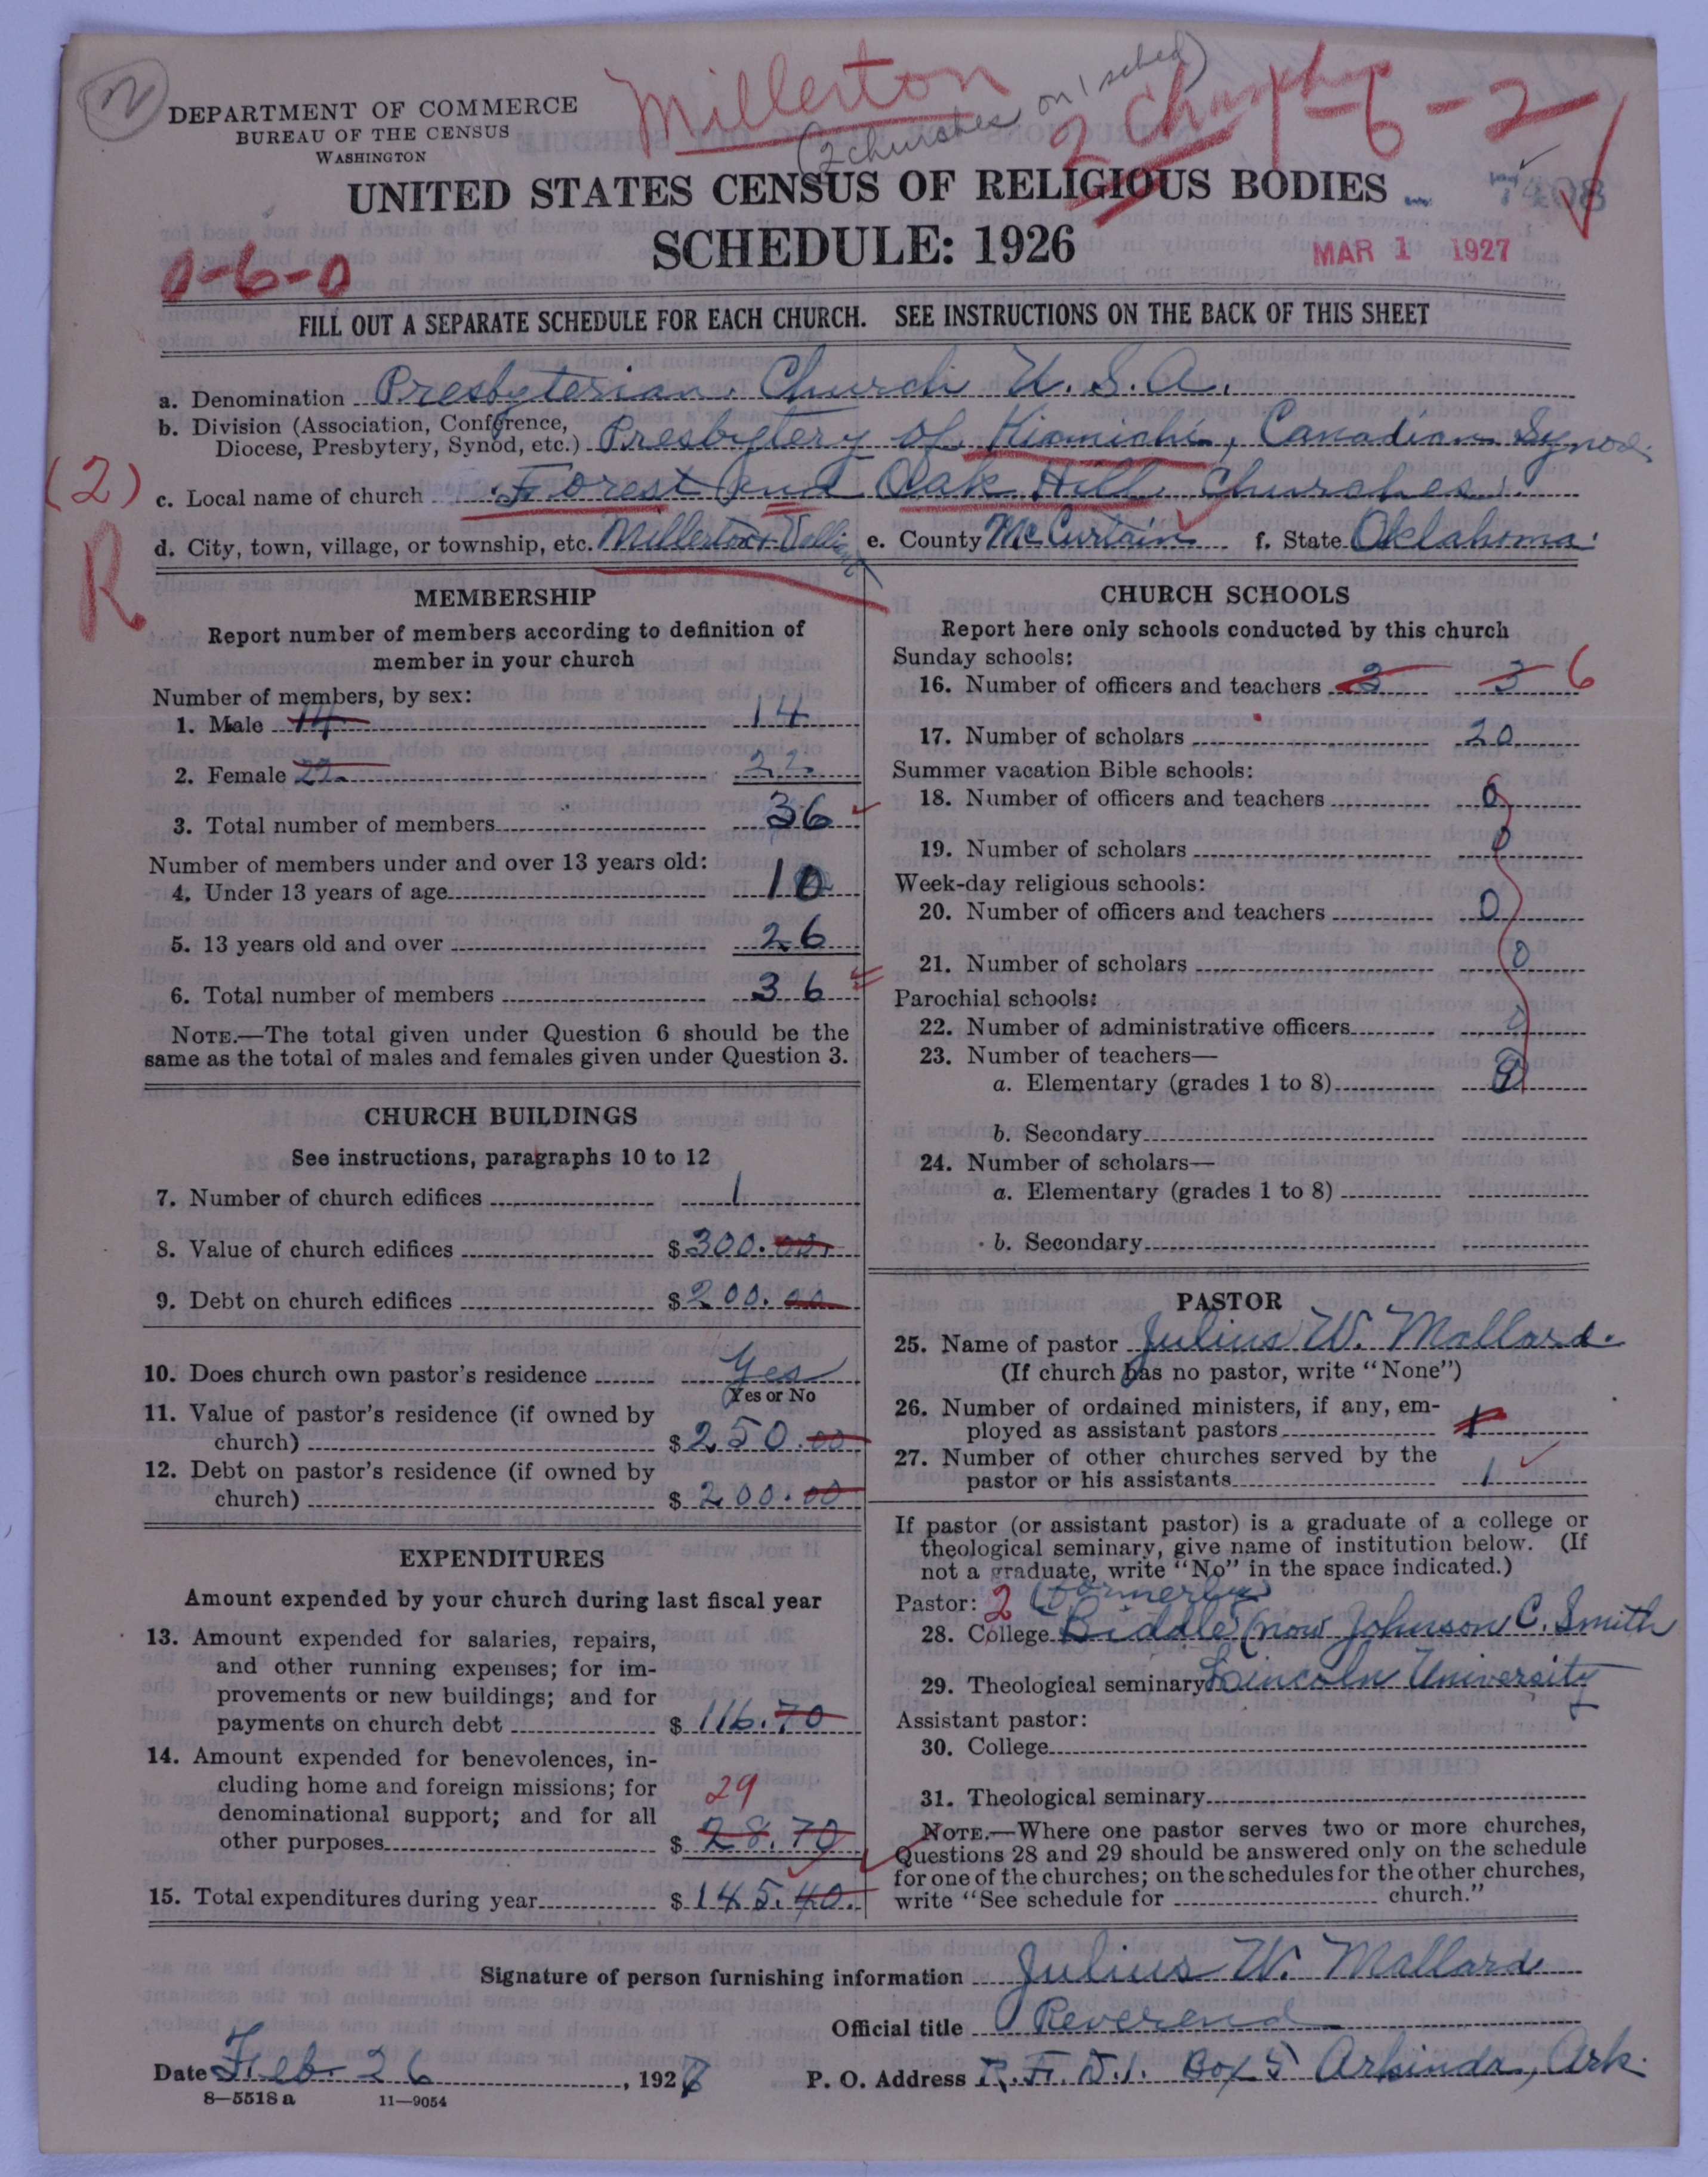 2
Millerton
(2 churches on 1 sched)
2 Churches
1-6-2
DEPARTMENT OF COMMERCE
BUREAU OF THE CENSUS
WASHINGTON
UNITED STATES CENSUS OF RELIGIOUS BODIES
SCHEDULE: 1926
MAR 1 1927
0-6-0
FILL OUT A SEPARATE SCHEDULE FOR EACH CHURCH. SEE INSTRUCTIONS ON THE BACK OF THIS SHEET
a. Denomination Presbyterian Church U.S.A.
b. Division (Association, Conference,
Diocese, Presbytery, Synod, etc.) Presbytery of Kiamichi, Canadian Synod.
(2)
c. Local name of church Forest and Oak Hill Churches.
d. City, town, village, or township, etc. Millerton + e. County McCurtain f. State Oklahoma.
R
MEMBERSHIP
Report number of members according to definition of
member in your church
Number of members, by sex:
1. Male 14 14
2. Female 22 22
3. Total number of members 36
Number of members under and over 13 years old:
4. Under 13 years of age 10
5. 13 years old and over 26
6. Total number of members 36
NOTE.—The total given under Question 6 should be the
same as the total of males and females given under Question 3.
CHURCH BUILDINGS
See instructions, paragraphs 10 to 12
7. Number of church edifices 1
8. Value of church edifices $ 300.00
9. Debt on church edifices $ 200.00
10. Does church own pastor's residence Yes
(Yes or No
11. Value of pastor's residence (if owned by
church) $ 250.00
12. Debt on pastor's residence (if owned by
church) $ 200.00
EXPENDITURES
Amount expended by your church during last fiscal year
13. Amount expended for salaries, repairs,
and other running expenses; for im-
provements or new buildings; and for
payments on church debt $ 116.70
14. Amount expended for benevolences, in-
cluding home and foreign missions; for
29
denominational support; and for all
other purposes $ 28.70
15. Total expenditures during year $ 145.40
CHURCH SCHOOLS
Report here only schools conducted by this church
Sunday schools:
16. Number of officers and teachers 3 3 6
17. Number of scholars 20
Summer vacation Bible schools:
18. Number of officers and teachers 0
19. Number of scholars 0
Week-day religious schools:
20. Number of officers and teachers 0
21. Number of scholars 0
Parochial schools:
22. Number of administrative officers 0
23. Number of teachers—
a. Elementary (grades 1 to 8)
b. Secondary
24. Number of scholars—
a. Elementary (grades 1 to 8)
b. Secondary
PASTOR
25. Name of pastor Julius W. Mallard.
(If church has no pastor, write "None")
26. Number of ordained ministers, if any, em-
ployed as assistant pastors 1
27. Number of other churches served by the
pastor or his assistants 1
If pastor (or assistant pastor) is a graduate of a college or
theological seminary, give name of institution below. (If
not a graduate, write "No" in the space indicated.)
Pastor: 2 (formerly)
28. College Biddle (now Johnson C. Smith
29. Theological seminary Lincoln University
Assistant pastor:
30. College
31. Theological seminary
NOTE.—Where one pastor serves two or more churches,
Questions 28 and 29 should be answered only on the schedule
for one of the churches; on the schedules for the other churches,
write "See schedule for church."
Signature of person furnishing information Julius W. Mallard
Official title Reverend
Date Feb. 26, 1927 P. O. Address R.F.D.1. Box 5 Arkinda, Ark.
8—5518 a 11—9054